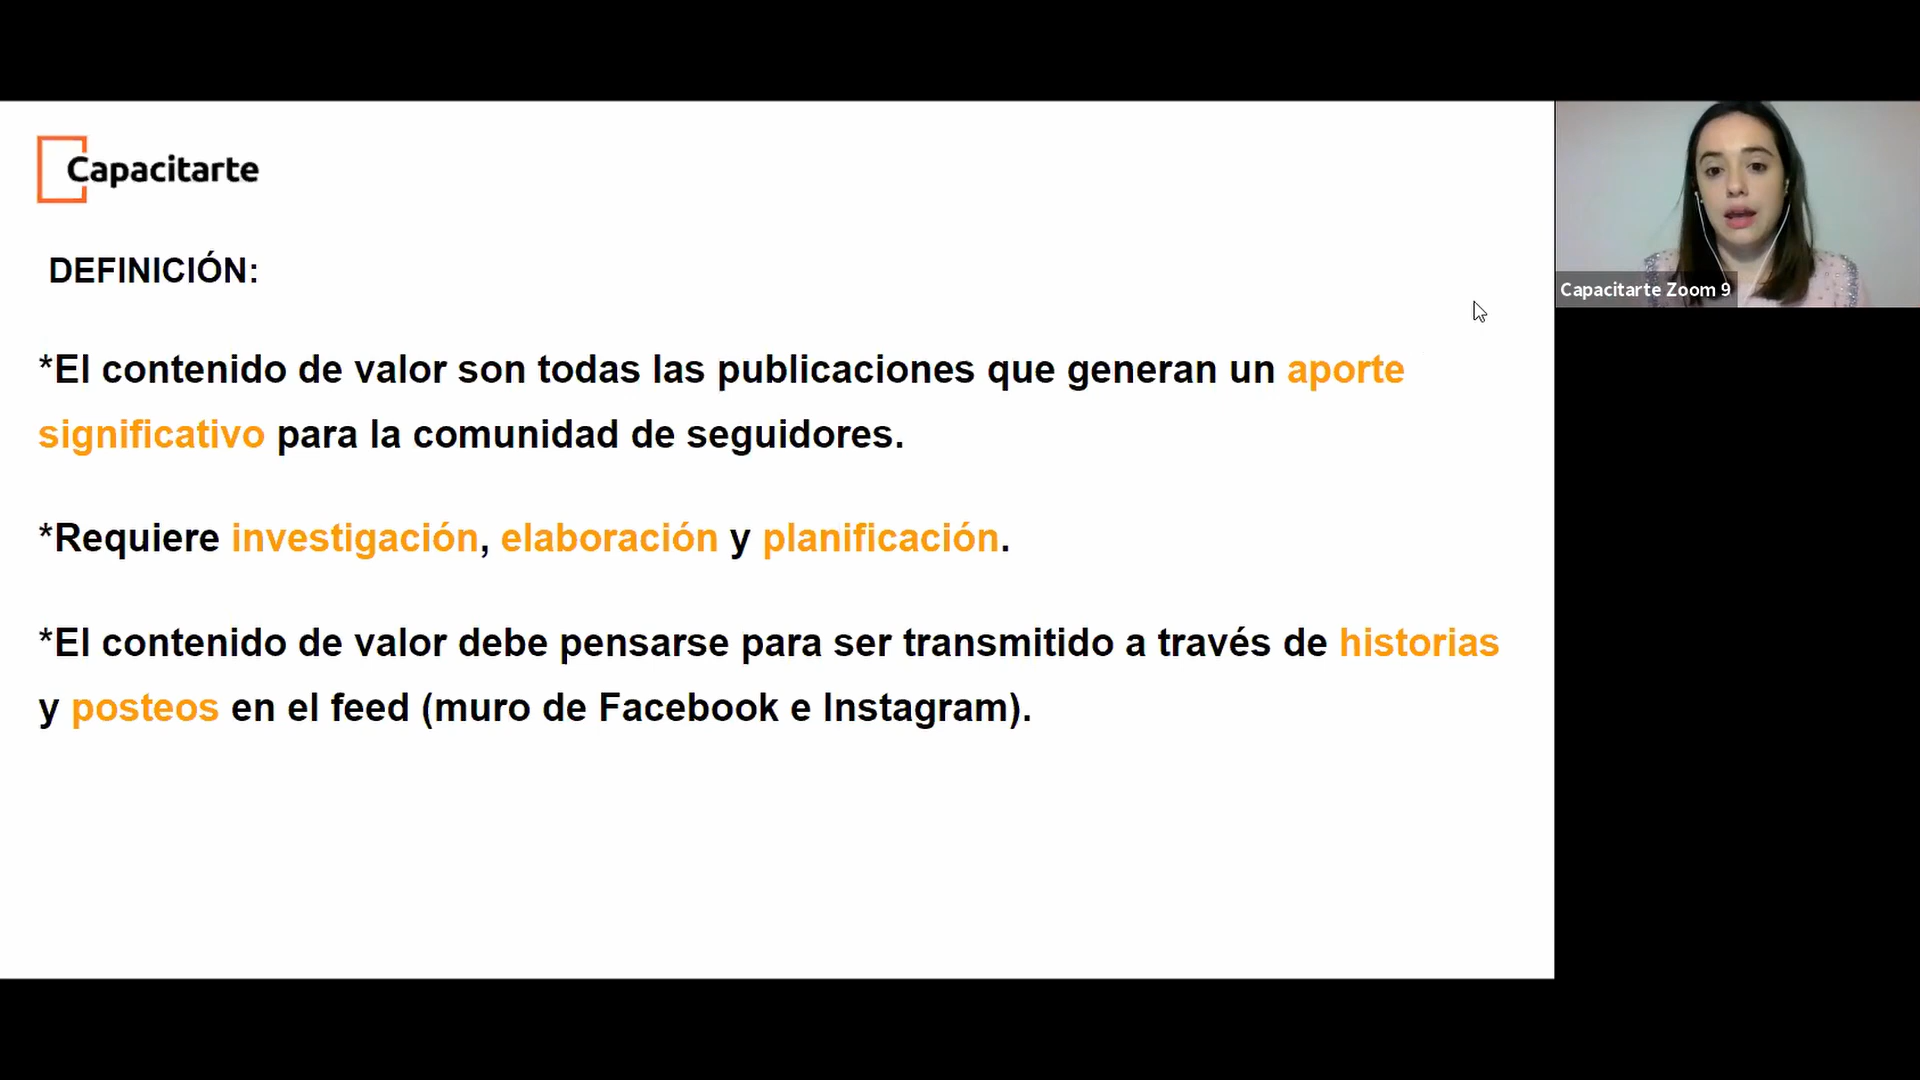 Capacitarte
DEFINICIÓN:
*El contenido de valor son todas las publicaciones que generan un aporte
significativo para la comunidad de seguidores.
*Requiere investigación, elaboración y planificación.
*El contenido de valor debe pensarse para ser transmitido a través de historias
y posteos en el feed (muro de Facebook e Instagram).
Capacitarte Zoom 9